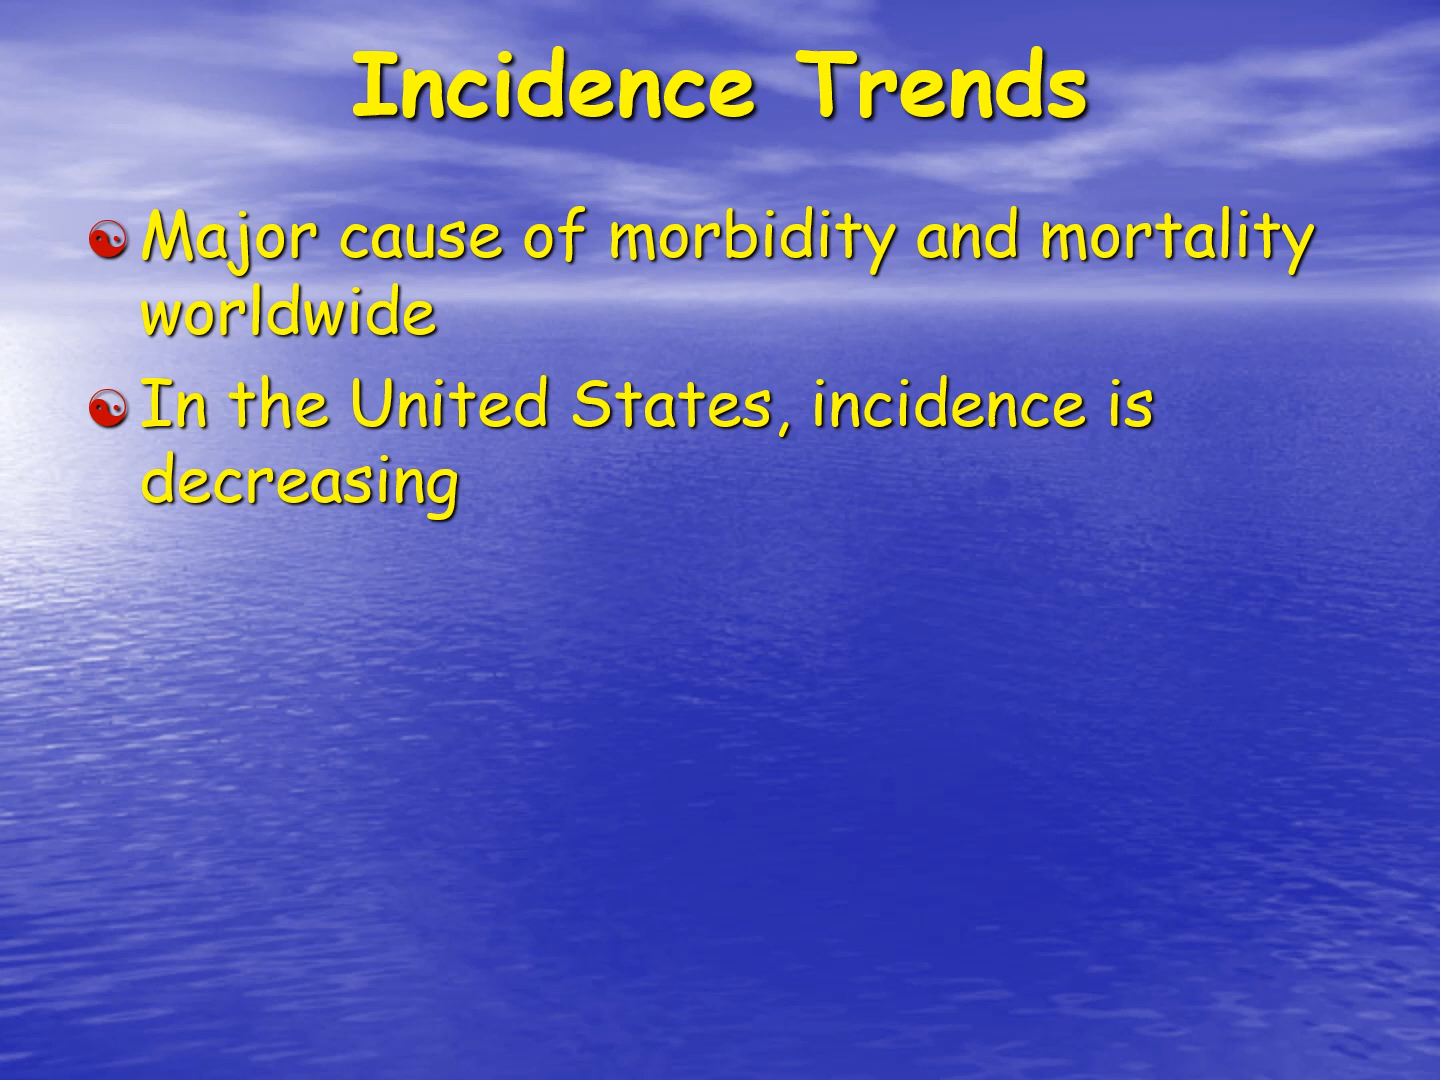 Incidence Trends
☯ Major cause of morbidity and mortality
worldwide
☯ In the United States, incidence is
decreasing